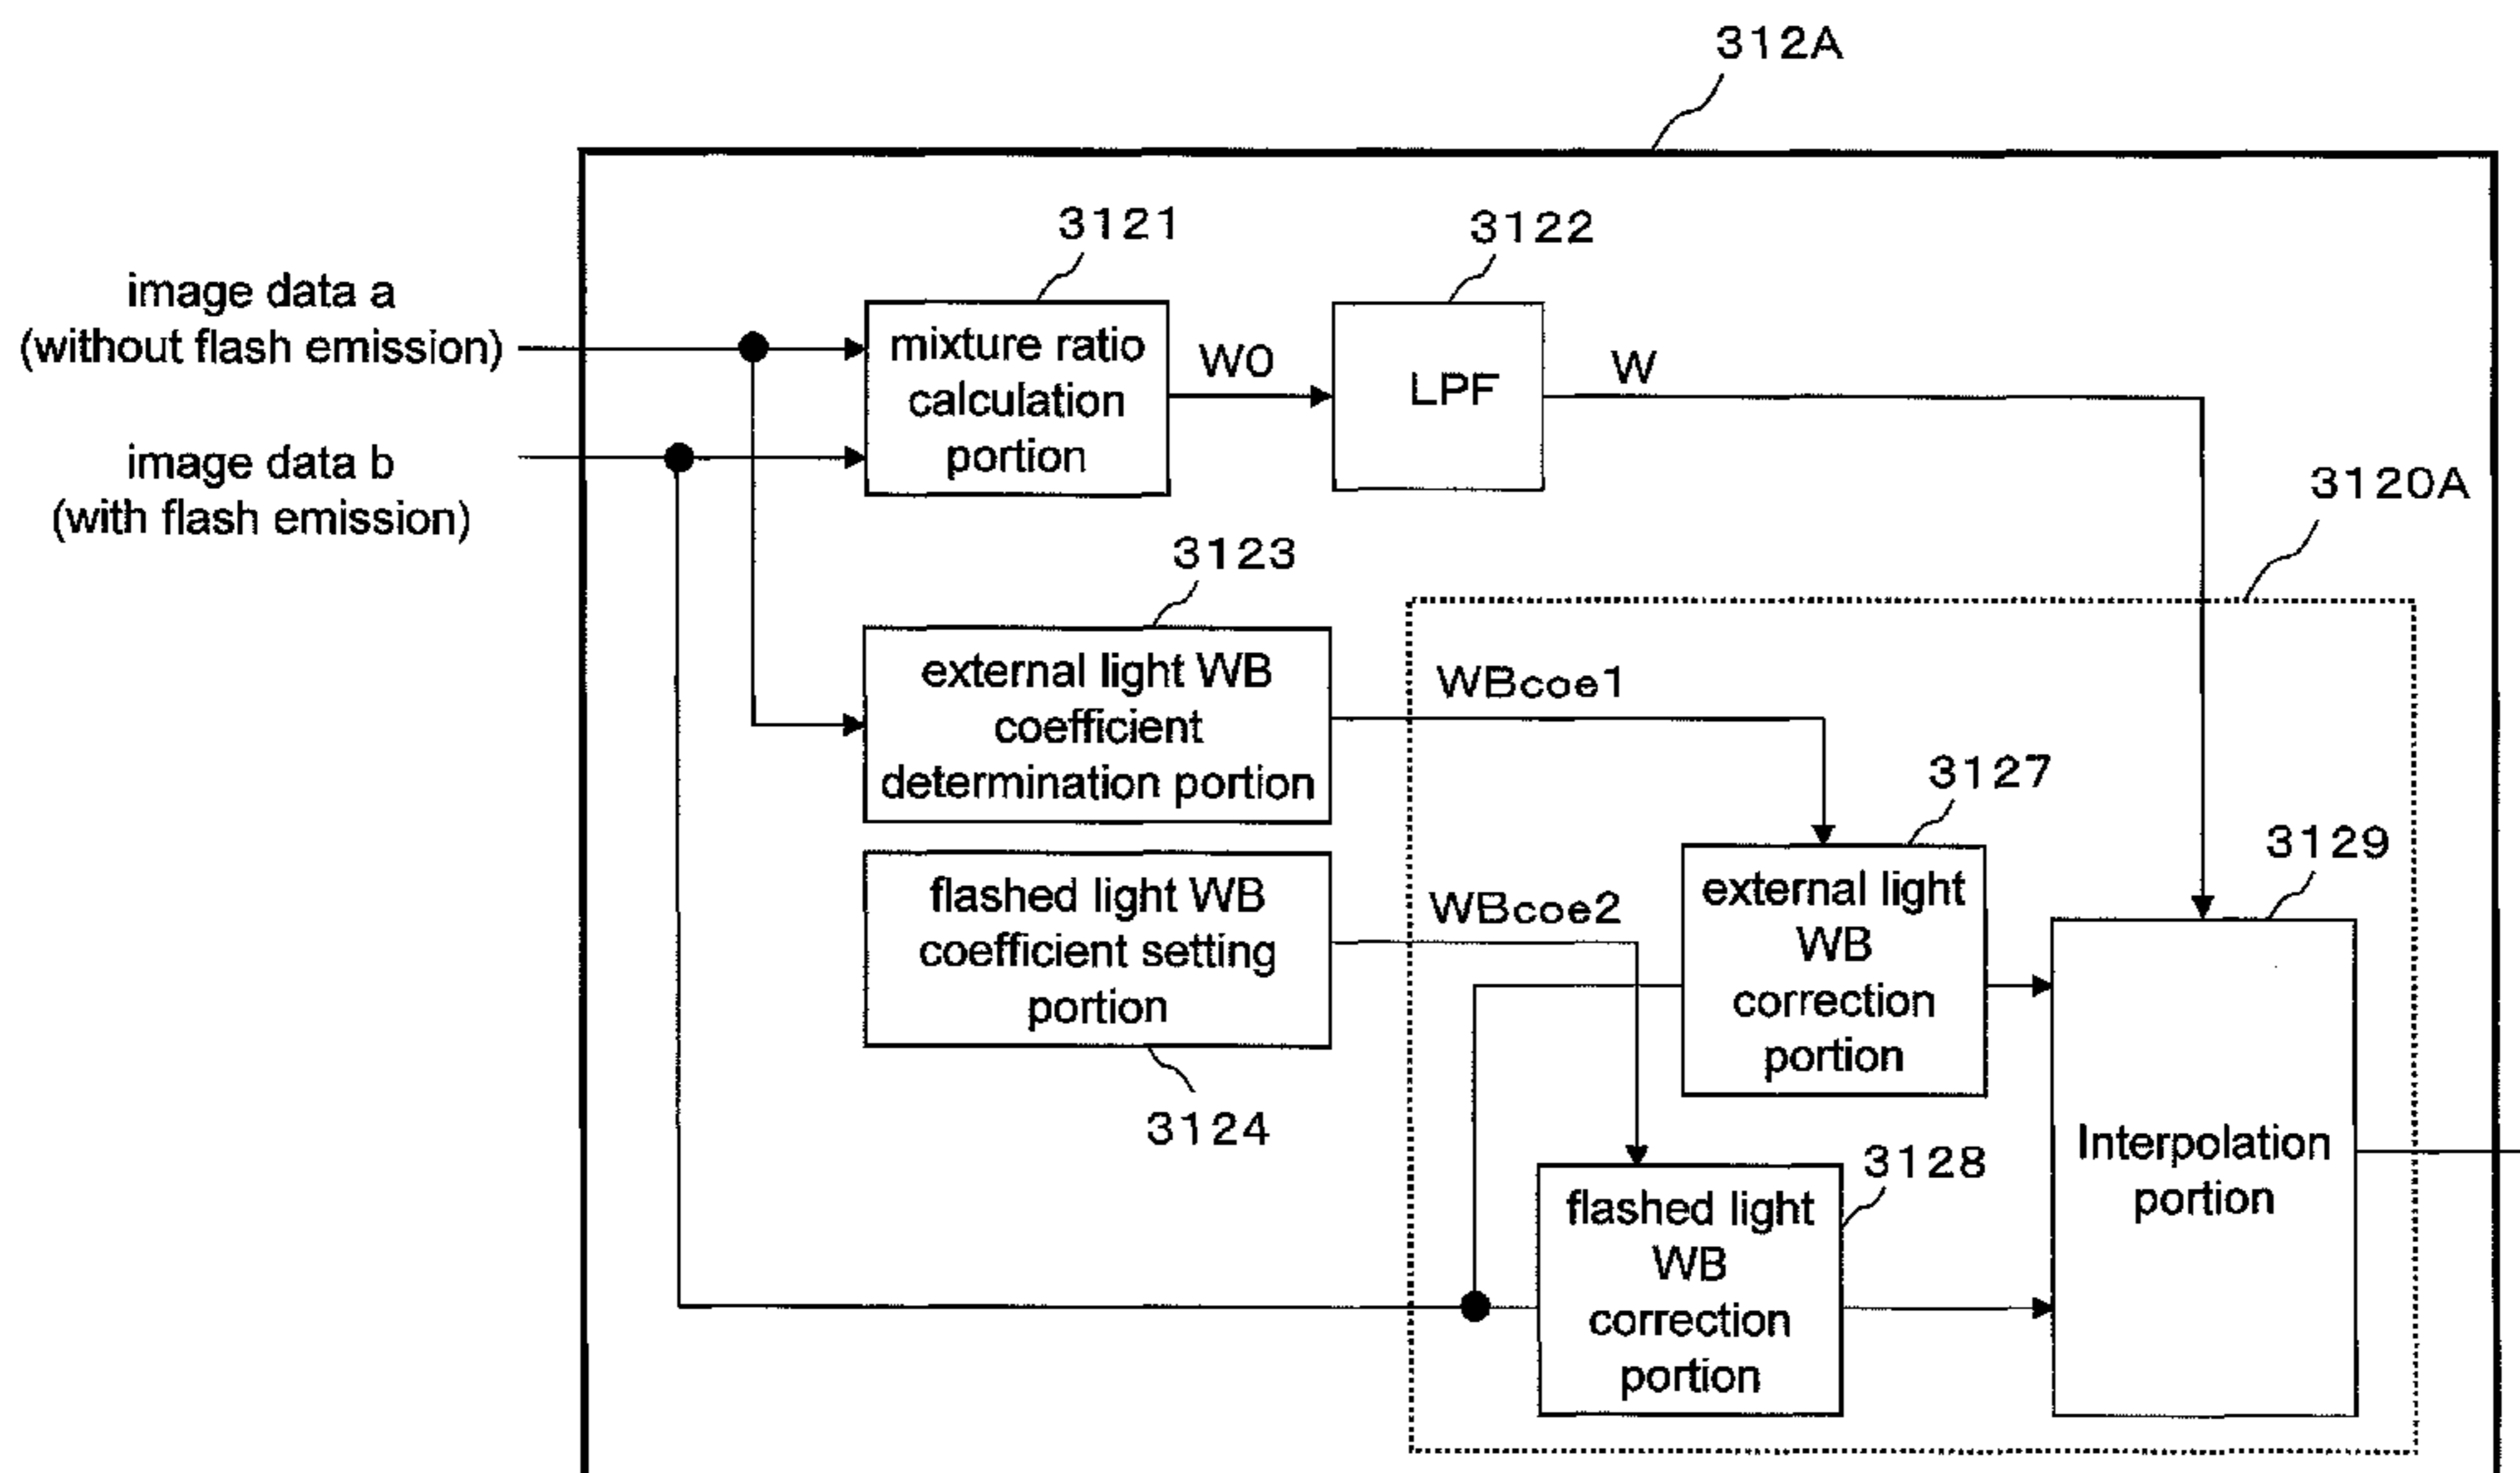 312A
3121
3122
image data a
(without flash emission)
mixture ratio
calculation
portion
W0
LPF
W
image data b
(with flash emission)
3120A
3123
external light WB
coefficient
determination portion
WBcoe1
3127
3129
flashed light WB
coefficient setting
portion
WBcoe2
external light
WB
correction
portion
3124
3128
flashed light
WB
correction
portion
Interpolation
portion